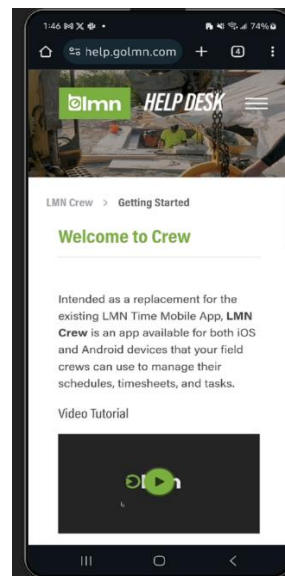 1:46
74%
help.golmn.com
4
lmn HELP DESK
LMN Crew > Getting Started
Welcome to Crew
Intended as a replacement for the
existing LMN Time Mobile App, LMN
Crew is an app available for both iOS
and Android devices that your field
crews can use to manage their
schedules, timesheets, and tasks.
Video Tutorial